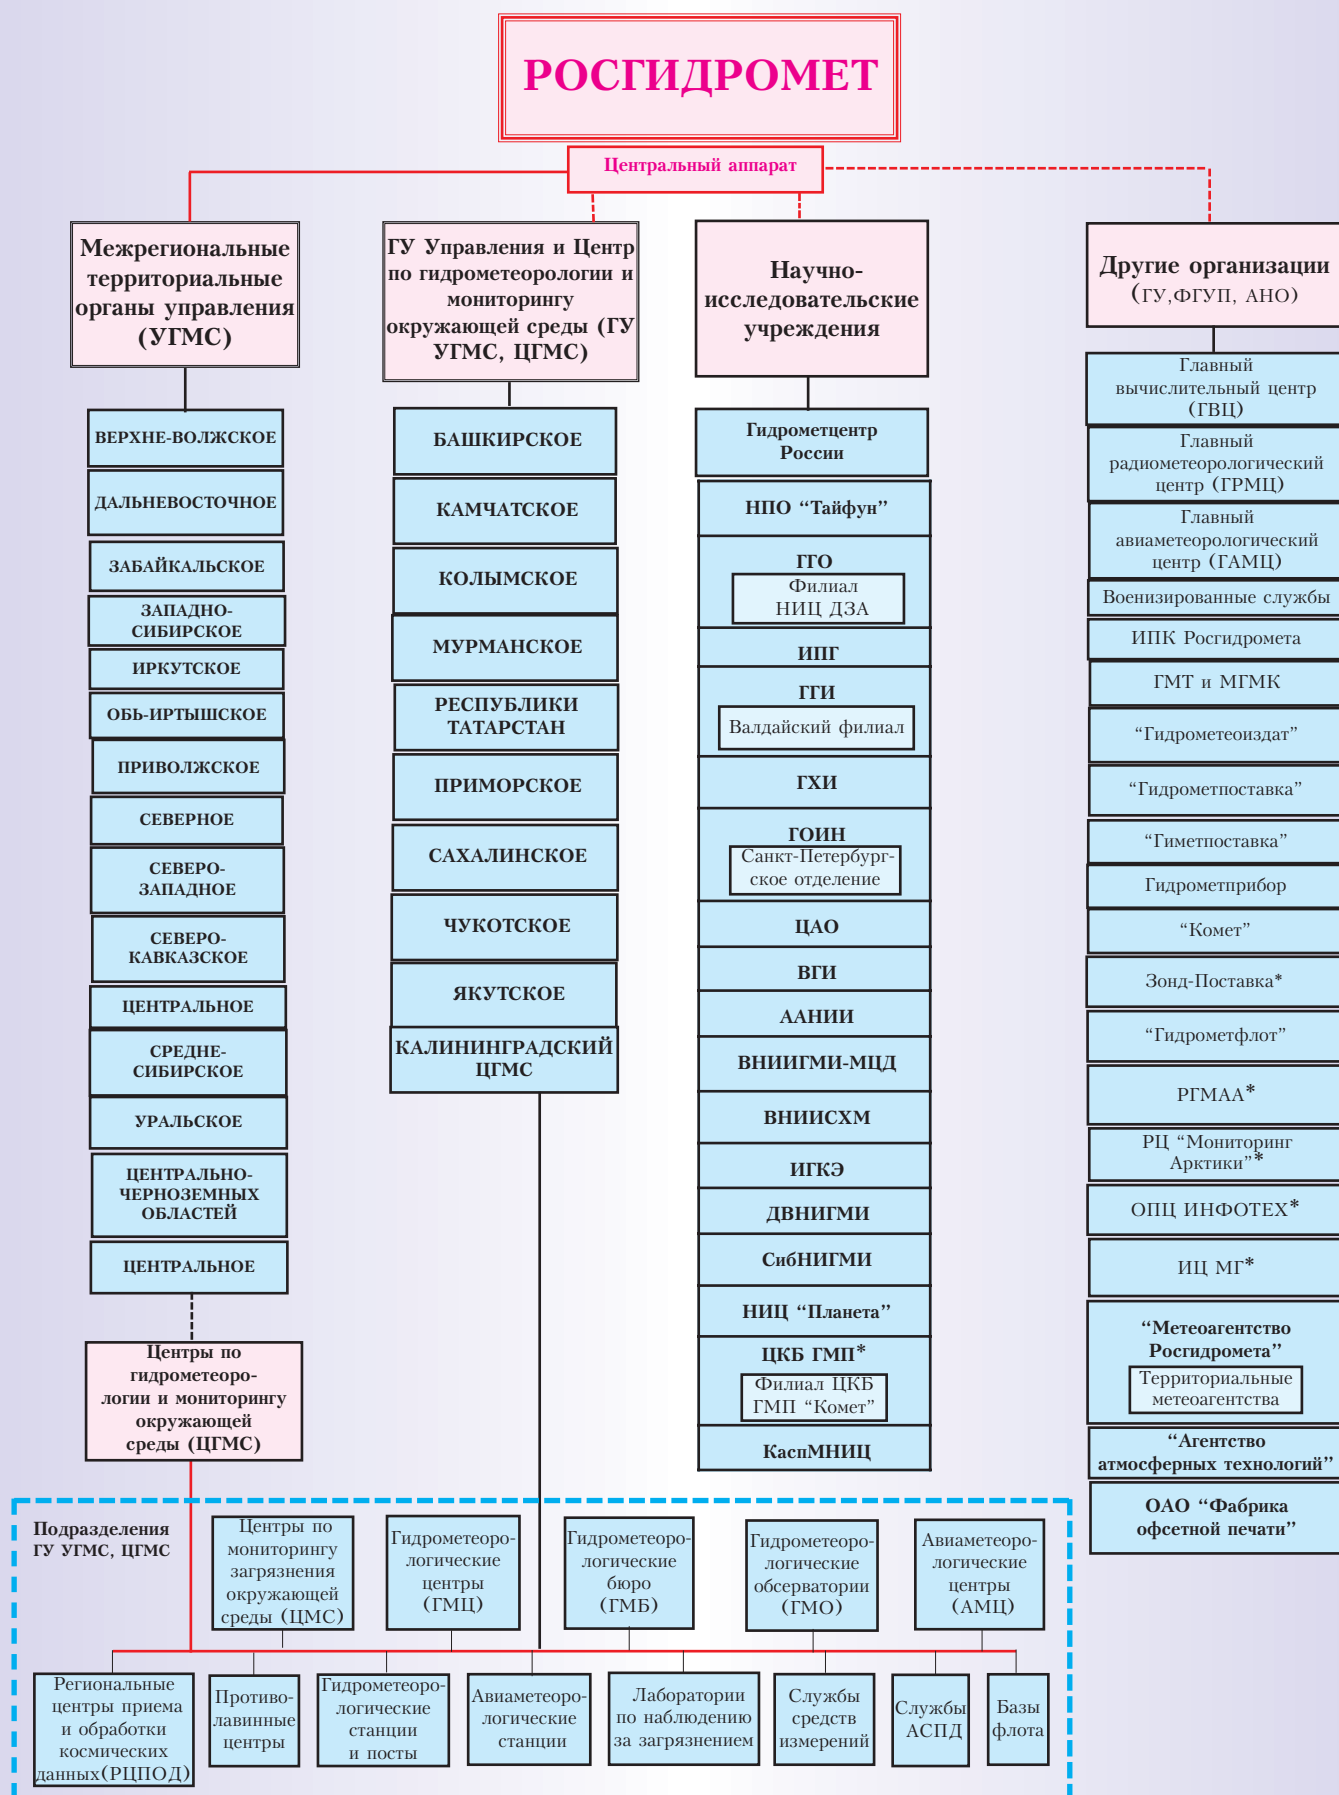 РОСГИДРОМЕТ
Центральный аппарат
Межрегиональные
территориальные
органы управления
(УГМС)
ВЕРХНЕ-ВОЛЖСКОЕ
ДАЛЬНЕВОСТОЧНОЕ
ЗАБАЙКАЛЬСКОЕ
ЗАПАДНО-
СИБИРСКОЕ
ИРКУТСКОЕ
ОБЬ-ИРТЫШСКОЕ
ПРИВОЛЖСКОЕ
СЕВЕРНОЕ
СЕВЕРО-
ЗАПАДНОЕ
СЕВЕРО-
КАВКАЗСКОЕ
ЦЕНТРАЛЬНОЕ
СРЕДНЕ-
СИБИРСКОЕ
УРАЛЬСКОЕ
ЦЕНТРАЛЬНО-
ЧЕРНОЗЕМНЫХ
ОБЛАСТЕЙ
ЦЕНТРАЛЬНОЕ
Центры по
гидрометеоро-
логии и мониторингу
окружающей
среды (ЦГМС)
ГУ Управления и Центр
по гидрометеорологии и
мониторингу
окружающей среды (ГУ
УГМС, ЦГМС)
БАШКИРСКОЕ
КАМЧАТСКОЕ
КОЛЫМСКОЕ
МУРМАНСКОЕ
РЕСПУБЛИКИ
ТАТАРСТАН
ПРИМОРСКОЕ
САХАЛИНСКОЕ
ЧУКОТСКОЕ
ЯКУТСКОЕ
КАЛИНИНГРАДСКИЙ
ЦГМС
Научно-
исследовательские
учреждения
Гидрометцентр
России
НПО “Тайфун”
ГГО
Филиал
НИЦ ДЗА
ИПГ
ГГИ
Валдайский филиал
ГХИ
ГОИН
Санкт-Петербург-
ское отделение
ЦАО
ВГИ
ААНИИ
ВНИИГМИ-МЦД
ВНИИСХМ
ИГКЭ
ДВНИГМИ
СибНИГМИ
НИЦ “Планета”
ЦКБ ГМП*
Филиал ЦКБ
ГМП “Комет”
КаспМНИЦ
Другие организации
(ГУ,ФГУП, АНО)
Главный
вычислительный центр
(ГВЦ)
Главный
радиометеорологический
центр (ГРМЦ)
Главный
авиаметеорологический
центр (ГАМЦ)
Военизированные службы
ИПК Росгидромета
ГМТ и МГМК
“Гидрометеоиздат”
“Гидрометпоставка”
“Гиметпоставка”
Гидрометприбор
“Комет”
Зонд-Поставка*
“Гидрометфлот”
РГМАА*
РЦ “Мониторинг
Арктики”*
ОПЦ ИНФОТЕХ*
ИЦ МГ*
“Метеоагентство
Росгидромета”
Территориальные
метеоагентства
“Агентство
атмосферных технологий”
ОАО “Фабрика
офсетной печати”
Подразделения
ГУ УГМС, ЦГМС
Центры по
мониторингу
загрязнения
окружающей
среды (ЦМС)
Гидрометеоро-
логические
центры
(ГМЦ)
Гидрометеоро-
логические
бюро
(ГМБ)
Гидрометеоро-
логические
обсерватории
(ГМО)
Авиаметеоро-
логические
центры
(АМЦ)
Региональные
центры приема
и обработки
космических
данных(РЦПОД)
Противо-
лавинные
центры
Гидрометеоро-
логические
станции
и посты
Авиаметеоро-
логические
станции
Лаборатории
по наблюдению
за загрязнением
Службы
средств
измерений
Службы
АСПД
Базы
флота